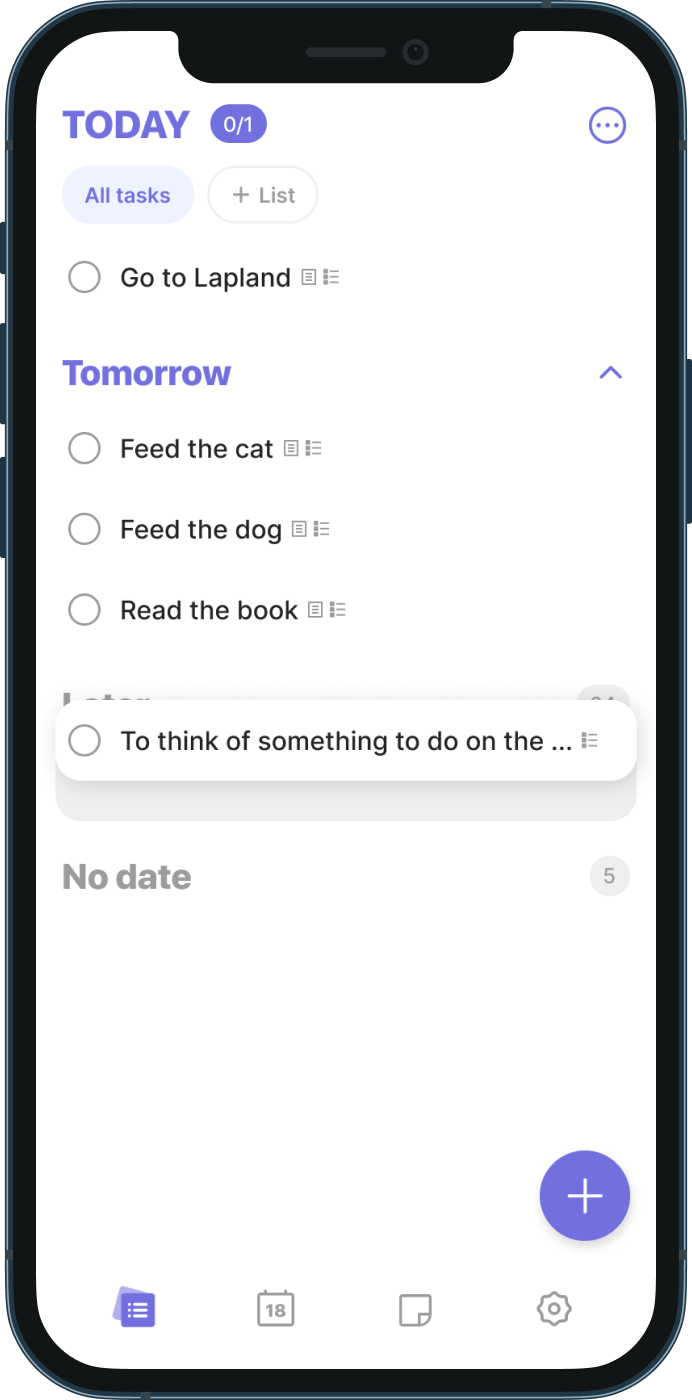 TODAY 0/1
All tasks + List
Go to Lapland
Tomorrow
Feed the cat
Feed the dog
Read the book
Later
To think of something to do on the ...
No date 5
18